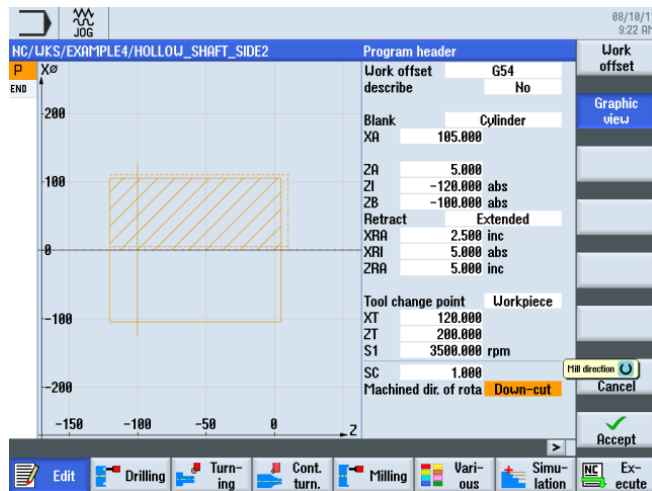 JOG
08/10/1
9:22 AM
NC/WKS/EXAMPLE4/HOLLOW_SHAFT_SIDE2
Program header
Work offset
P
END
XØ
200
100
0
-100
-200
-150 -100 -50 0 Z
Work offset G54
describe No
Blank Cylinder
XA 105.000
ZA 5.000
ZI -120.000 abs
ZB -100.000 abs
Retract Extended
XRA 2.500 inc
XRI 5.000 abs
ZRA 5.000 inc
Tool change point Workpiece
XT 120.000
ZT 200.000
S1 3500.000 rpm
SC 1.000
Machined dir. of rota Down-cut
Graphic view
Mill direction
Cancel
Accept
>
Edit
Drilling
Turn-
ing
Cont.
turn.
Milling
Vari-
ous
Simu-
lation
NC
Ex-
ecute